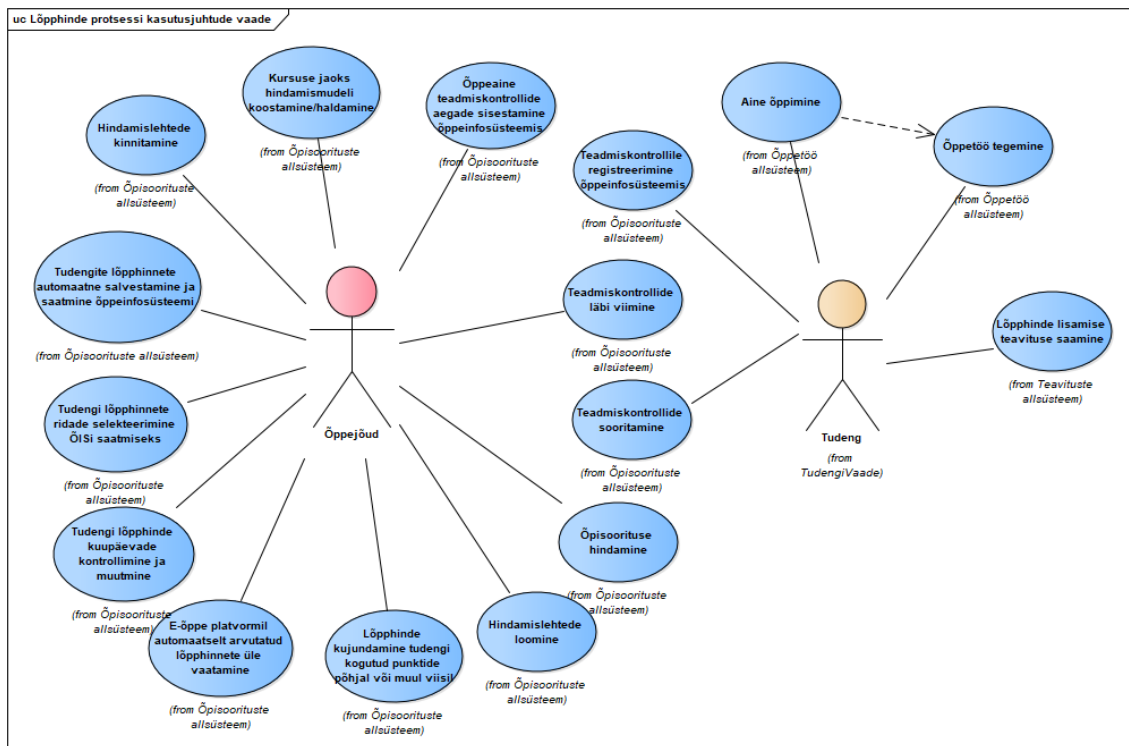 uc Lõpphinde protsessi kasutusjuhtude vaade
Hindamislehtede
kinnitamine
(from Õpisoorituste
allsüsteem)
Kursuse jaoks
hindamismudeli
koostamine/haldamine
(from Õpisoorituste
allsüsteem)
Õppeaine
teadmiskontrollide
aegade sisestamine
õppeinfosüsteemis
(from Õpisoorituste
allsüsteem)
Teadmiskontrollile
registreerimine
õppeinfosüsteemis
(from Õpisoorituste
allsüsteem)
Aine õppimine
(from Õppetöö
allsüsteem)
Õppetöö tegemine
(from Õppetöö
allsüsteem)
Tudengite lõpphinnete
automaatne salvestamine ja
saatmine õppeinfosüsteemi
(from Õpisoorituste allsüsteem)
Teadmiskontrollide
läbi viimine
(from Õpisoorituste
allsüsteem)
Lõpphinde lisamise
teavituse saamine
(from Teavituste
allsüsteem)
Tudengi lõpphinnete
ridade selekteerimine
ÕISi saatmiseks
(from Õpisoorituste
allsüsteem)
Õppejõud
Teadmiskontrollide
sooritamine
(from Õpisoorituste
allsüsteem)
Tudeng
(from
TudengiVaade)
Tudengi lõpphinde
kuupäevade
kontrollimine ja
muutmine
(from Õpisoorituste
allsüsteem)
Õpisoorituse
hindamine
(from Õpisoorituste
allsüsteem)
E-õppe platvormil
automaatselt arvutatud
lõpphinnete üle
vaatamine
(from Õpisoorituste
allsüsteem)
Lõpphinde
kujundamine tudengi
kogutud punktide
põhjal või muul viisil
(from Õpisoorituste
allsüsteem)
Hindamislehtede
loomine
(from Õpisoorituste
allsüsteem)